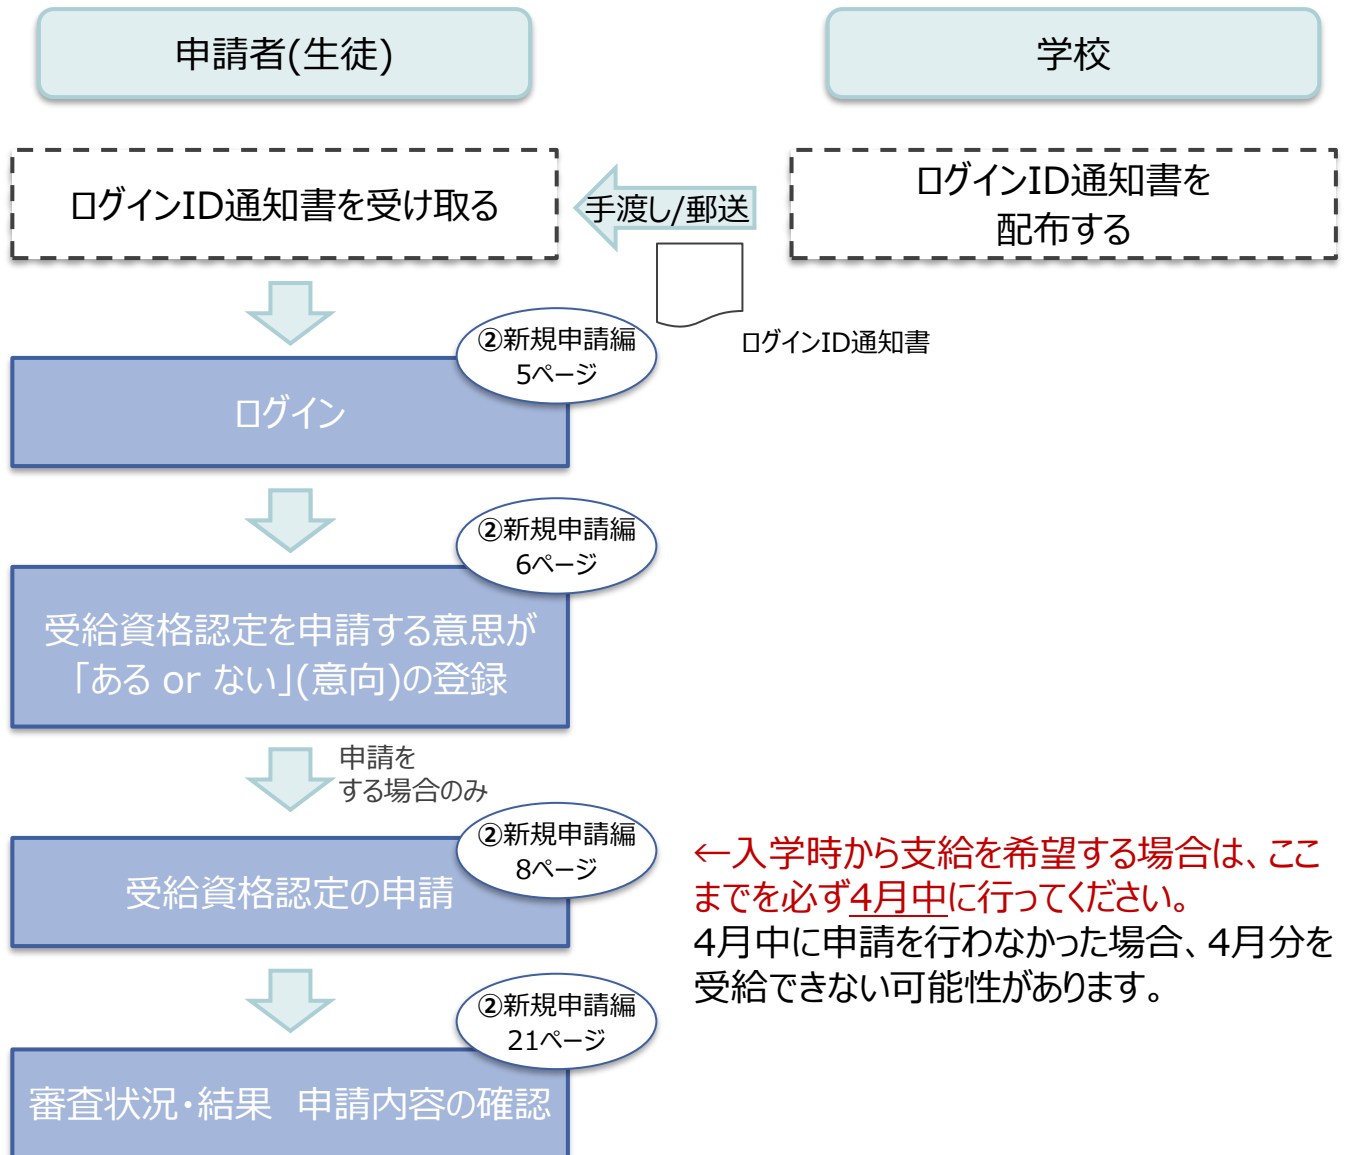 申請者(生徒)
学校
ログインID通知書を受け取る
手渡し/郵送
ログインID通知書を
配布する
ログインID通知書
②新規申請編
5ページ
ログイン
②新規申請編
6ページ
受給資格認定を申請する意思が
「ある or ない」(意向)の登録
申請を
する場合のみ
②新規申請編
8ページ
受給資格認定の申請
←入学時から支給を希望する場合は、ここ
までを必ず4月中に行ってください。
4月中に申請を行わなかった場合、4月分を
受給できない可能性があります。
②新規申請編
21ページ
審査状況・結果　申請内容の確認